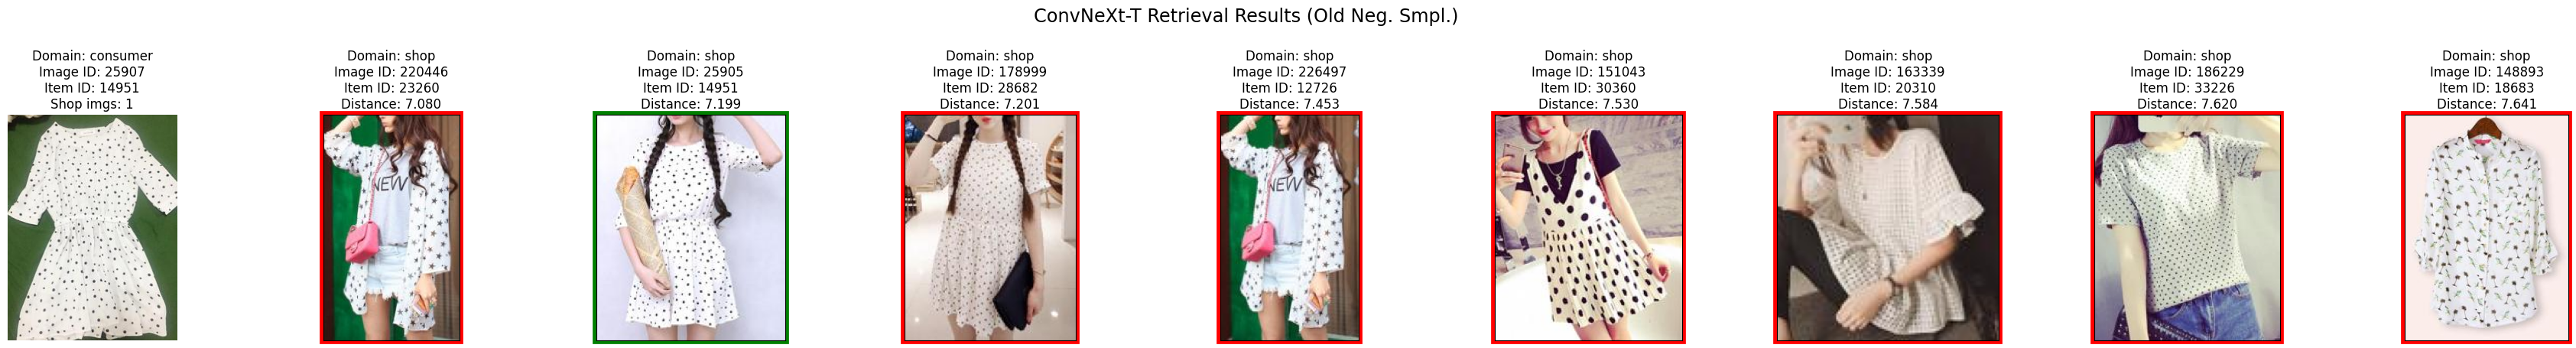 ConvNeXt-T Retrieval Results (Old Neg. Smpl.)
Domain: consumer
Image ID: 25907
Item ID: 14951
Shop imgs: 1
Domain: shop
Image ID: 220446
Item ID: 23260
Distance: 7.080
NEW
Domain: shop
Image ID: 25905
Item ID: 14951
Distance: 7.199
Domain: shop
Image ID: 178999
Item ID: 28682
Distance: 7.201
Domain: shop
Image ID: 226497
Item ID: 12726
Distance: 7.453
NEW
Domain: shop
Image ID: 151043
Item ID: 30360
Distance: 7.530
Domain: shop
Image ID: 163339
Item ID: 20310
Distance: 7.584
Domain: shop
Image ID: 186229
Item ID: 33226
Distance: 7.620
Domain: shop
Image ID: 148893
Item ID: 18683
Distance: 7.641